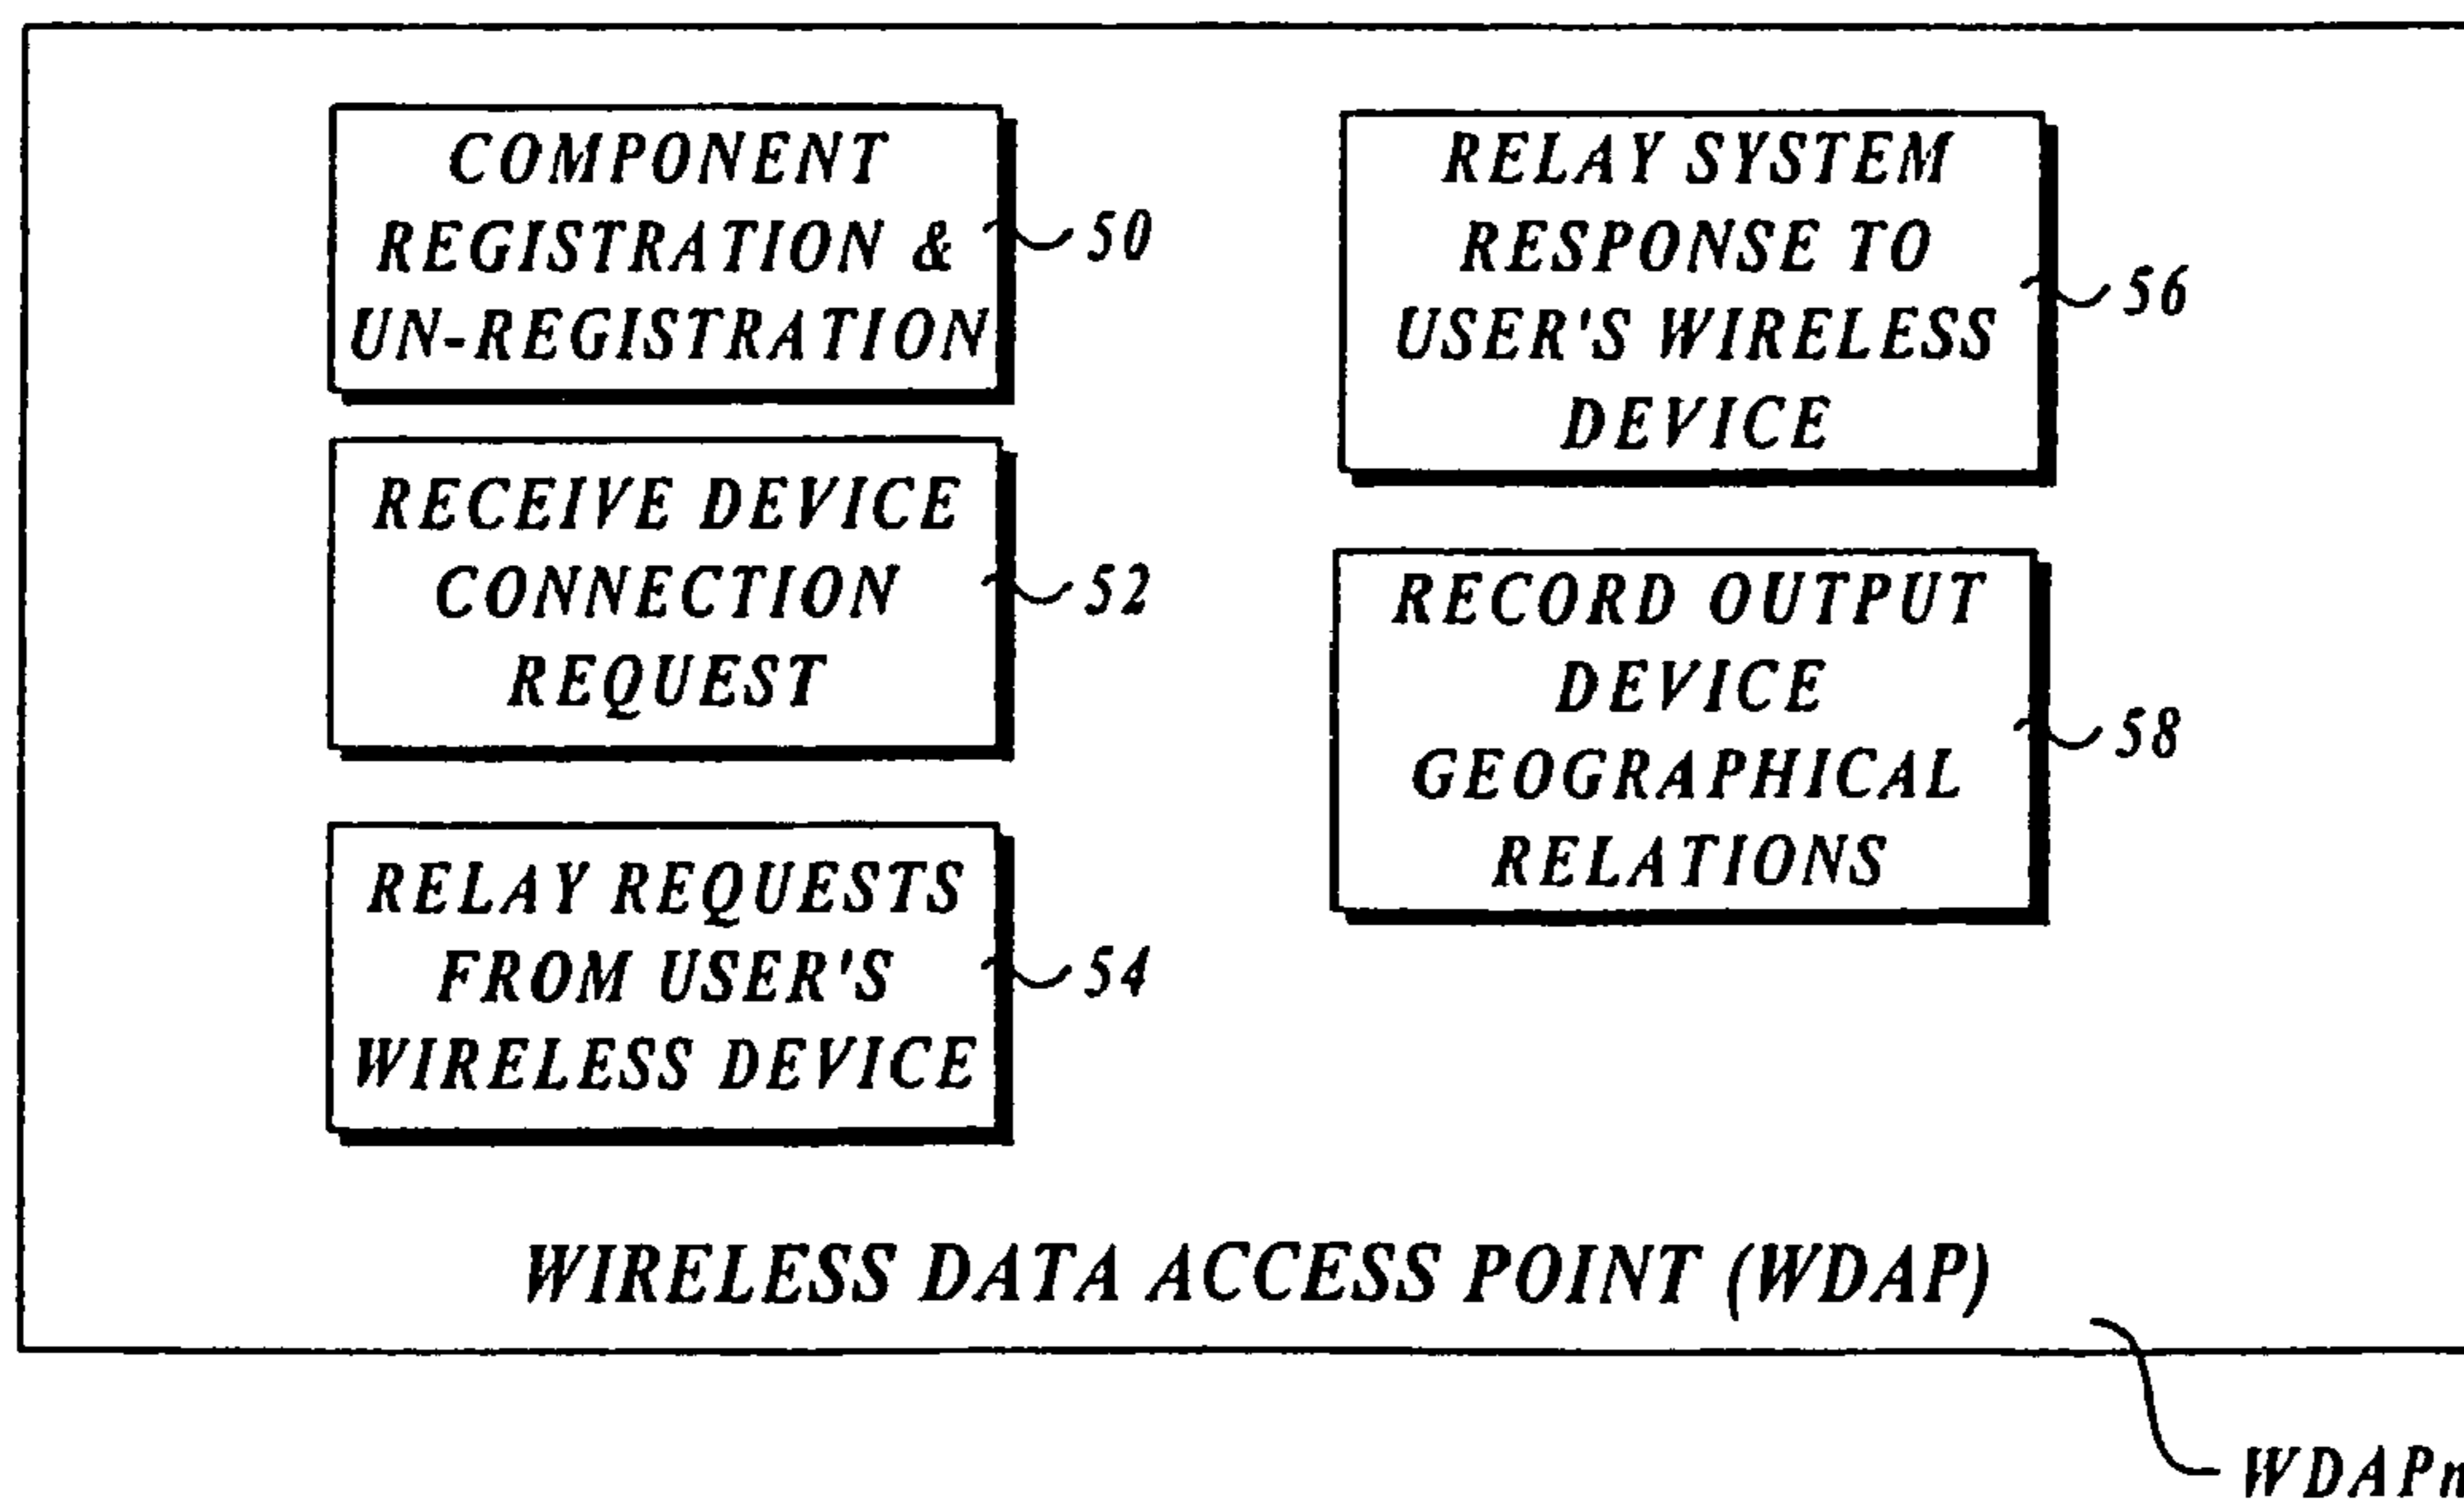 COMPONENT
REGISTRATION &
UN-REGISTRATION
50
RECEIVE DEVICE
CONNECTION
REQUEST
52
RELAY REQUESTS
FROM USER'S
WIRELESS DEVICE
54
RELAY SYSTEM
RESPONSE TO
USER'S WIRELESS
DEVICE
56
RECORD OUTPUT
DEVICE
GEOGRAPHICAL
RELATIONS
58
WIRELESS DATA ACCESS POINT (WDAP)
WDAPn